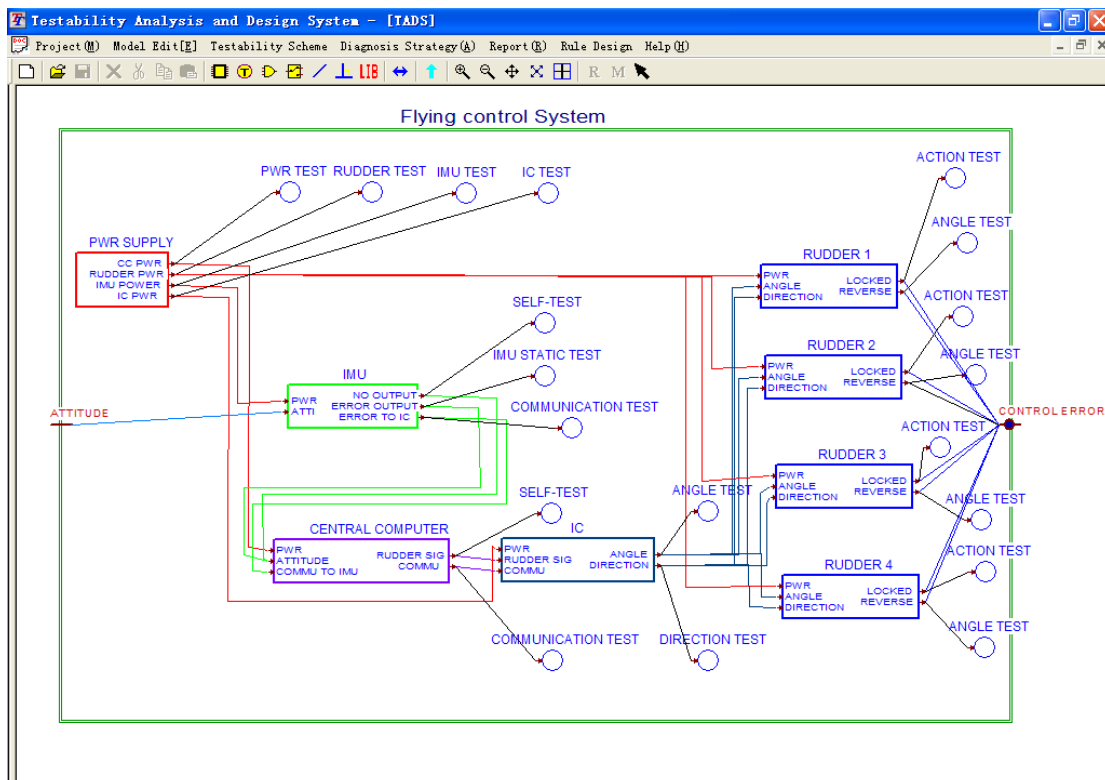 Testability Analysis and Design System - [TADS]
Project(M) Model Edit[E] Testability Scheme Diagnosis Strategy(A) Report(R) Rule Design Help(H)
LIB R M
Flying control System
PWR TEST RUDDER TEST IMU TEST IC TEST
ACTION TEST
PWR SUPPLY
CC PWR
RUDDER PWR
IMU POWER
IC PWR
ANGLE TEST
RUDDER 1
PWR
ANGLE
DIRECTION
LOCKED
REVERSE
SELF-TEST
ACTION TEST
RUDDER 2
PWR
ANGLE
DIRECTION
LOCKED
REVERSE
ANGLE TEST
IMU STATIC TEST
IMU
PWR
ATTI
NO OUTPUT
ERROR OUTPUT
ERROR TO IC
COMMUNICATION TEST
ATTITUDE
CONTROL ERROR
ACTION TEST
RUDDER 3
PWR
ANGLE
DIRECTION
LOCKED
REVERSE
ANGLE TEST
SELF-TEST
ANGLE TEST
CENTRAL COMPUTER
PWR
ATTITUDE
COMMU TO IMU
RUDDER SIG
COMMU
IC
PWR
RUDDER SIG
COMMU
ANGLE
DIRECTION
ACTION TEST
RUDDER 4
PWR
ANGLE
DIRECTION
LOCKED
REVERSE
ANGLE TEST
COMMUNICATION TEST
DIRECTION TEST